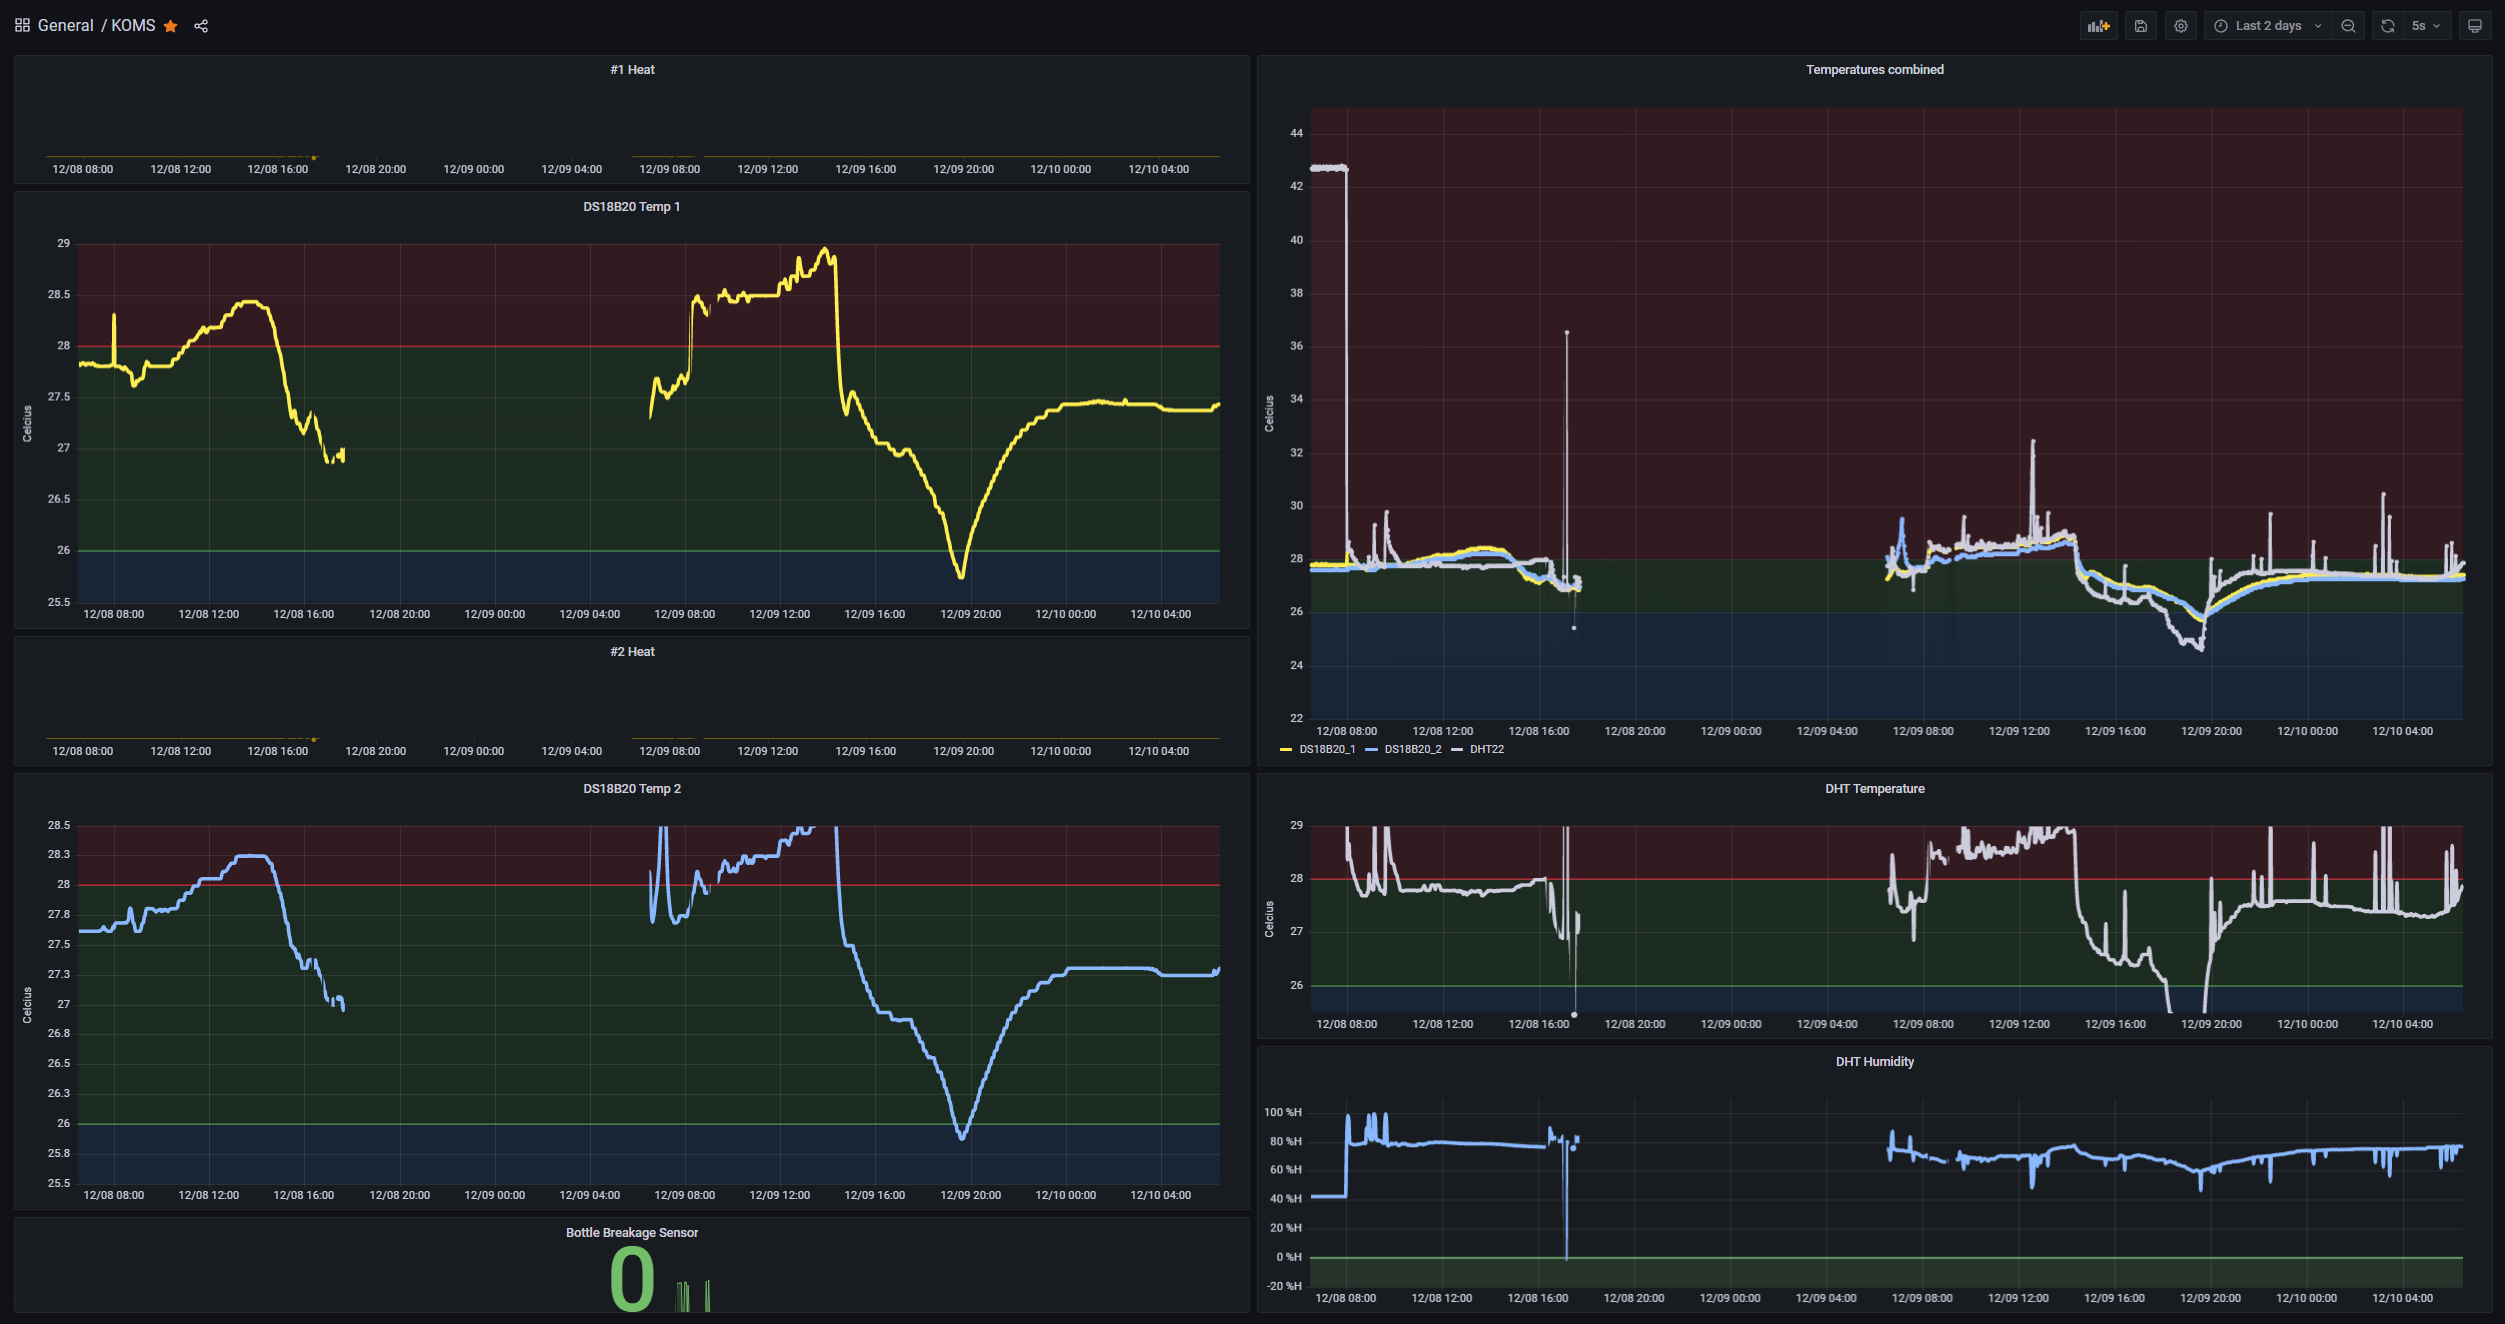 General / KOMS
Last 2 days
5s
#1 Heat
12/08 08:00 12/08 12:00 12/08 16:00 12/08 20:00 12/09 00:00 12/09 04:00 12/09 08:00 12/09 12:00 12/09 16:00 12/09 20:00 12/10 00:00 12/10 04:00
DS18B20 Temp 1
Celcius
29
28.5
28
27.5
27
26.5
26
25.5
12/08 08:00 12/08 12:00 12/08 16:00 12/08 20:00 12/09 00:00 12/09 04:00 12/09 08:00 12/09 12:00 12/09 16:00 12/09 20:00 12/10 00:00 12/10 04:00
#2 Heat
12/08 08:00 12/08 12:00 12/08 16:00 12/08 20:00 12/09 00:00 12/09 04:00 12/09 08:00 12/09 12:00 12/09 16:00 12/09 20:00 12/10 00:00 12/10 04:00
DS18B20 Temp 2
Celcius
28.5
28.3
28
27.8
27.5
27.3
27
26.8
26.5
26.3
26
25.8
25.5
12/08 08:00 12/08 12:00 12/08 16:00 12/08 20:00 12/09 00:00 12/09 04:00 12/09 08:00 12/09 12:00 12/09 16:00 12/09 20:00 12/10 00:00 12/10 04:00
Bottle Breakage Sensor
0
Temperatures combined
Celcius
44
42
40
38
36
34
32
30
28
26
24
22
12/08 08:00 12/08 12:00 12/08 16:00 12/08 20:00 12/09 00:00 12/09 04:00 12/09 08:00 12/09 12:00 12/09 16:00 12/09 20:00 12/10 00:00 12/10 04:00
DS18B20_1 DS18B20_2 DHT22
DHT Temperature
Celcius
29
28
27
26
12/08 08:00 12/08 12:00 12/08 16:00 12/08 20:00 12/09 00:00 12/09 04:00 12/09 08:00 12/09 12:00 12/09 16:00 12/09 20:00 12/10 00:00 12/10 04:00
DHT Humidity
100 %H
80 %H
60 %H
40 %H
20 %H
0 %H
-20 %H
12/08 08:00 12/08 12:00 12/08 16:00 12/08 20:00 12/09 00:00 12/09 04:00 12/09 08:00 12/09 12:00 12/09 16:00 12/09 20:00 12/10 00:00 12/10 04:00